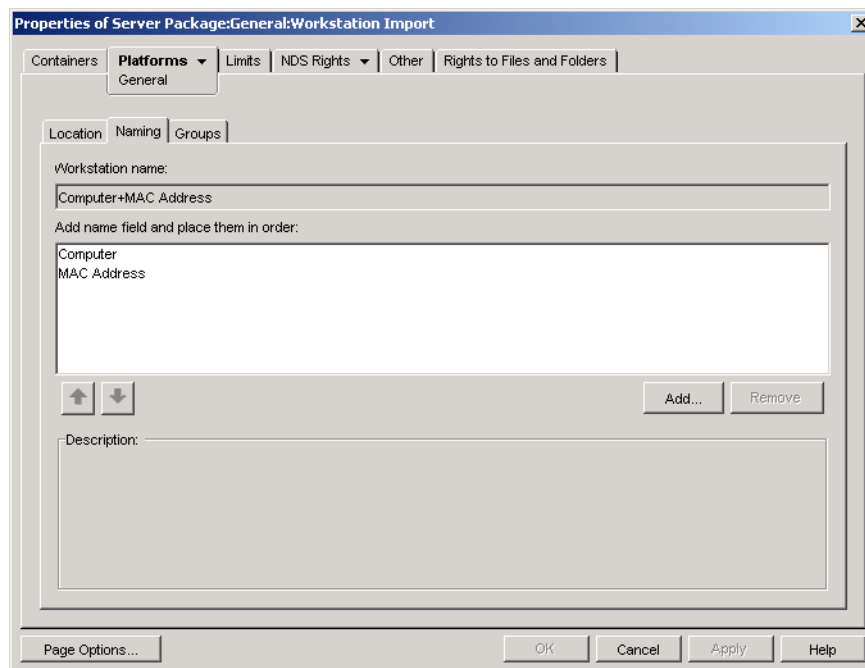 Properties of Server Package:General:Workstation Import
Containers Platforms Limits NDS Rights Other Rights to Files and Folders
General
Location Naming Groups
Workstation name:
Computer+MAC Address
Add name field and place them in order:
Computer
MAC Address
Add... Remove
Description:
Page Options... OK Cancel Apply Help